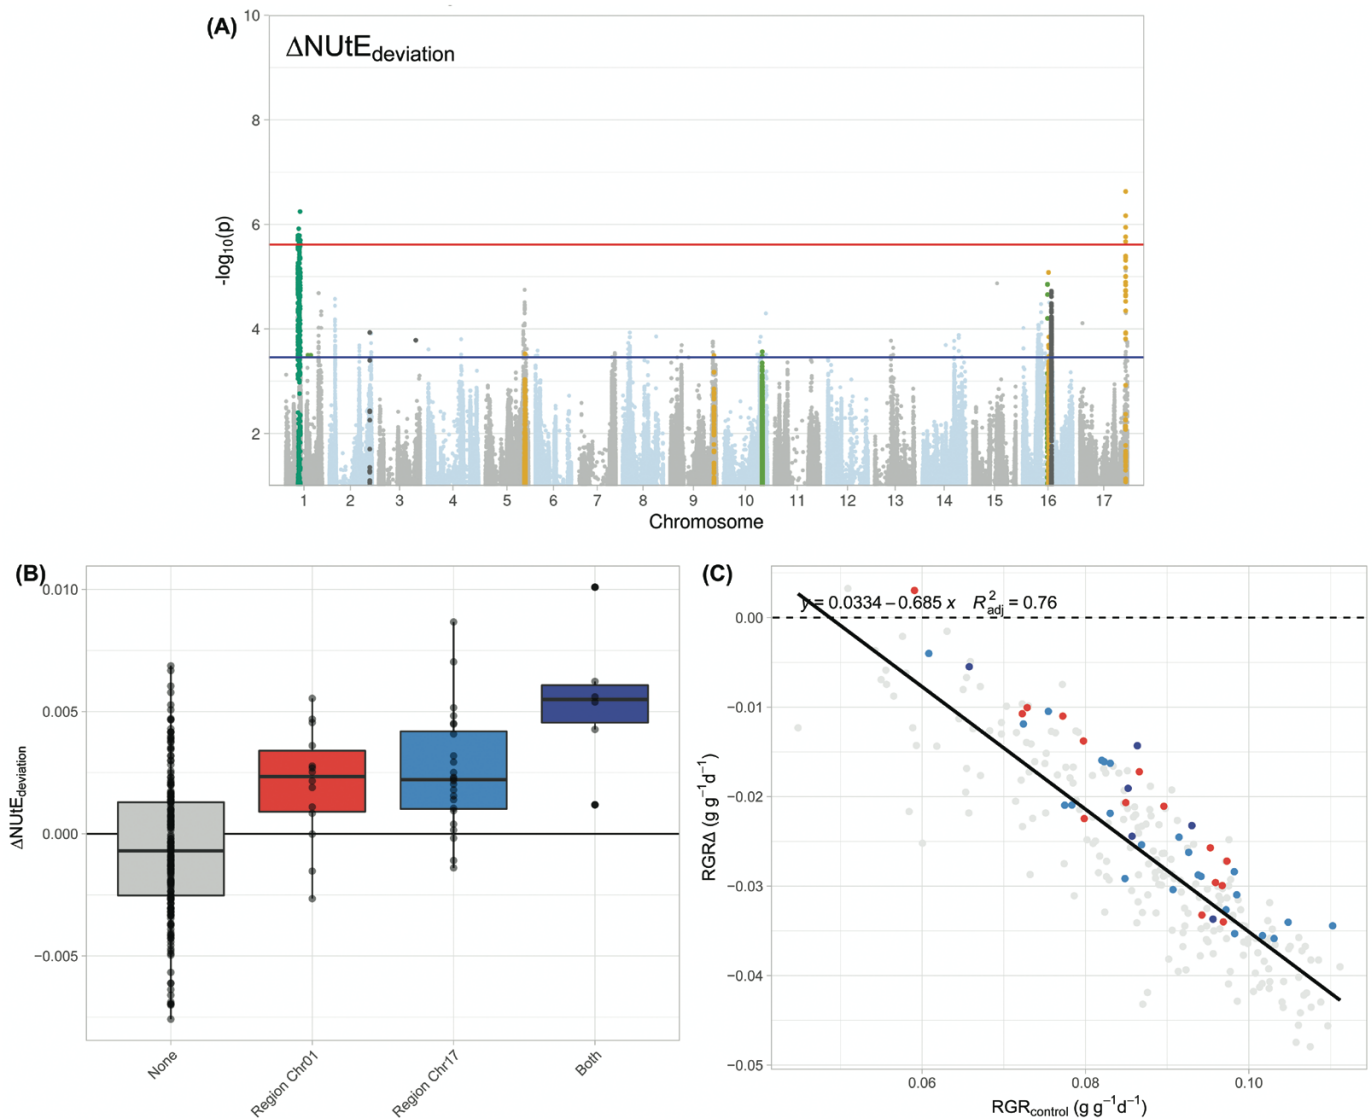 (A)
ΔNUtEdeviation
10
8
6
4
2
-log10(p)
1 2 3 4 5 6 7 8 9 10 11 12 13 14 15 16 17
Chromosome
(B)
0.010
0.005
0.000
−0.005
ΔNUtEdeviation
None
Region Chr01
Region Chr17
Both
(C)
y = 0.0334 − 0.685 x R²adj = 0.76
0.00
−0.01
−0.02
−0.03
−0.04
−0.05
RGRΔ (g g⁻¹d⁻¹)
0.06 0.08 0.10
RGRcontrol (g g⁻¹d⁻¹)